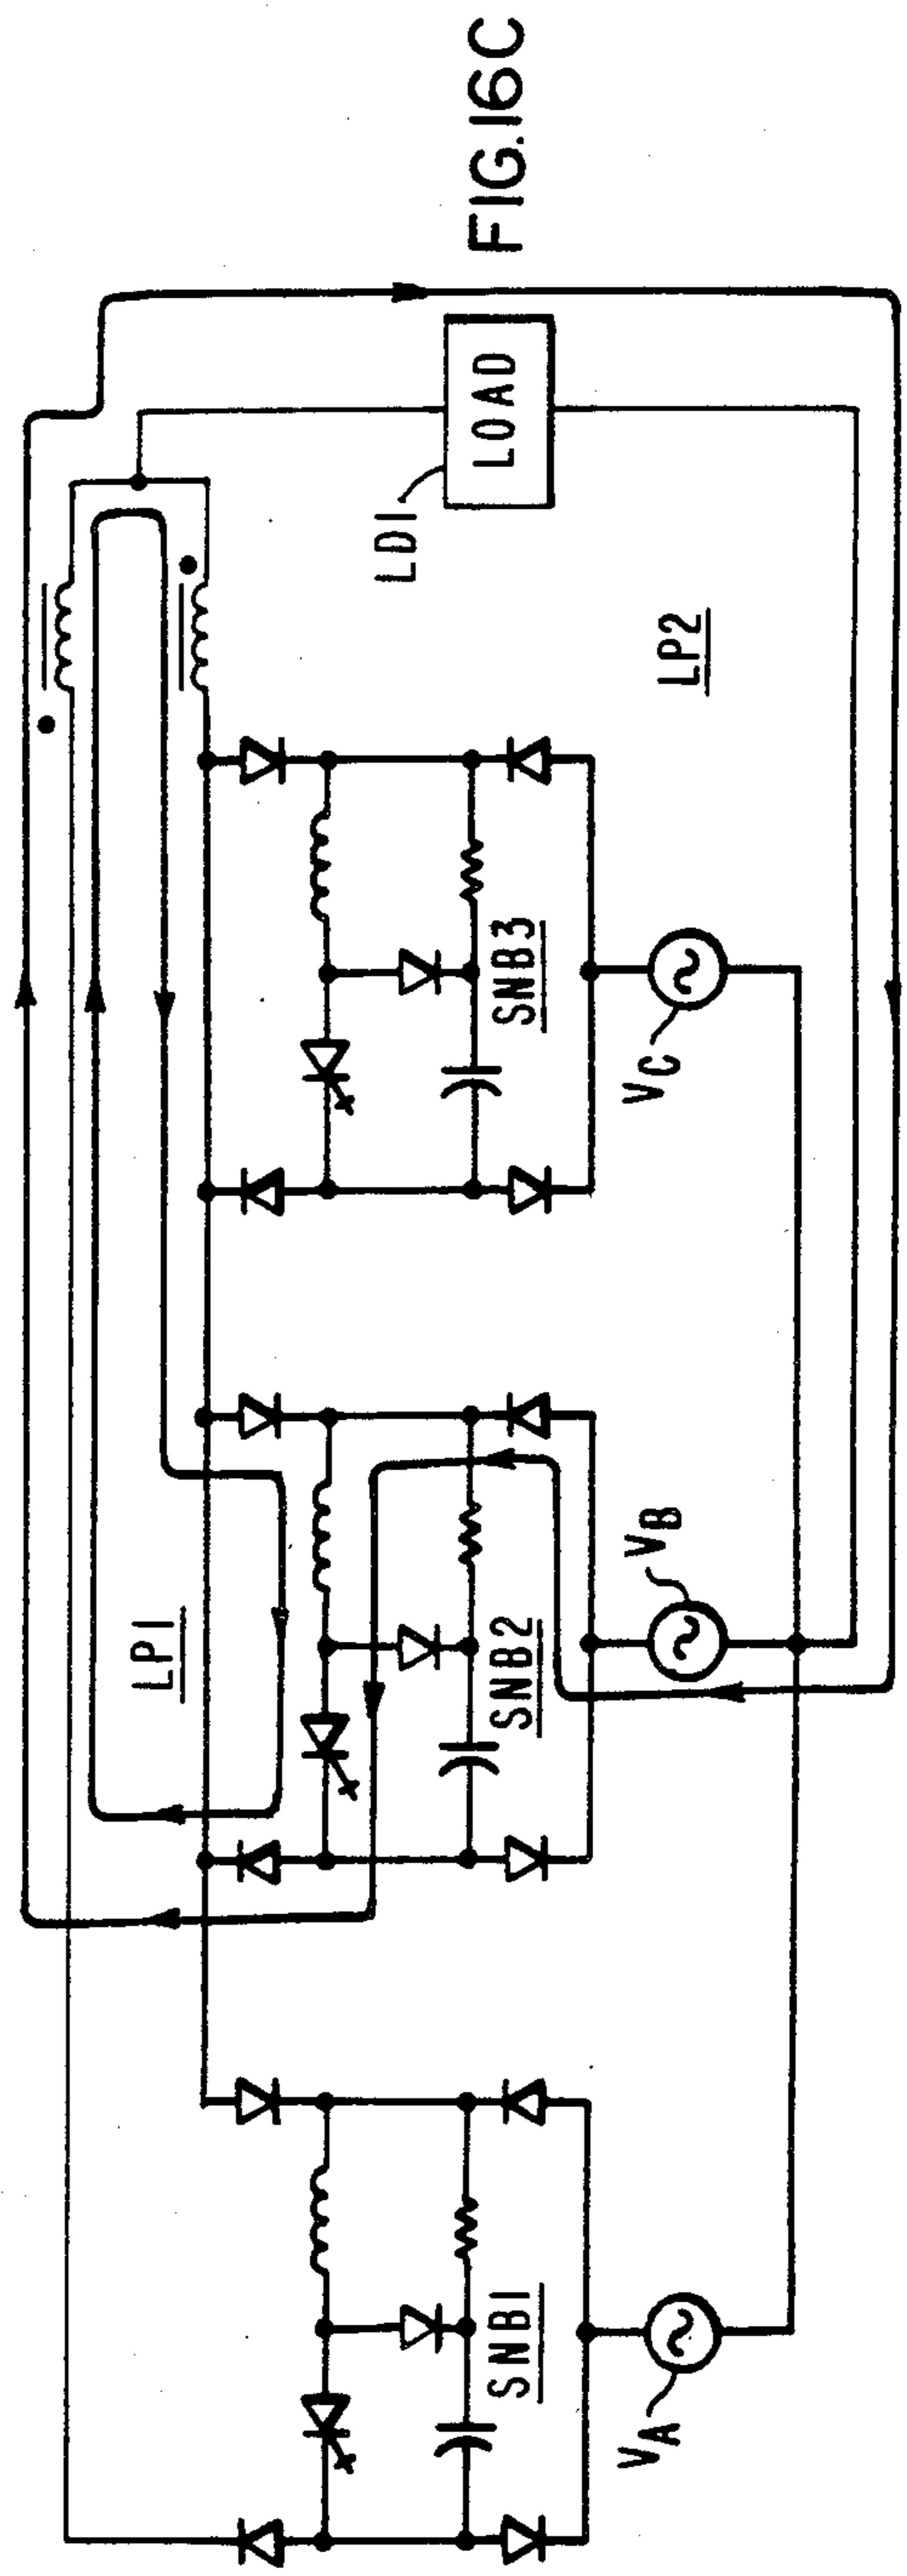 FIG.16C
LOAD
LD1
LP2
SNB3
VC
LP1
SNB2
VB
SNB1
VA